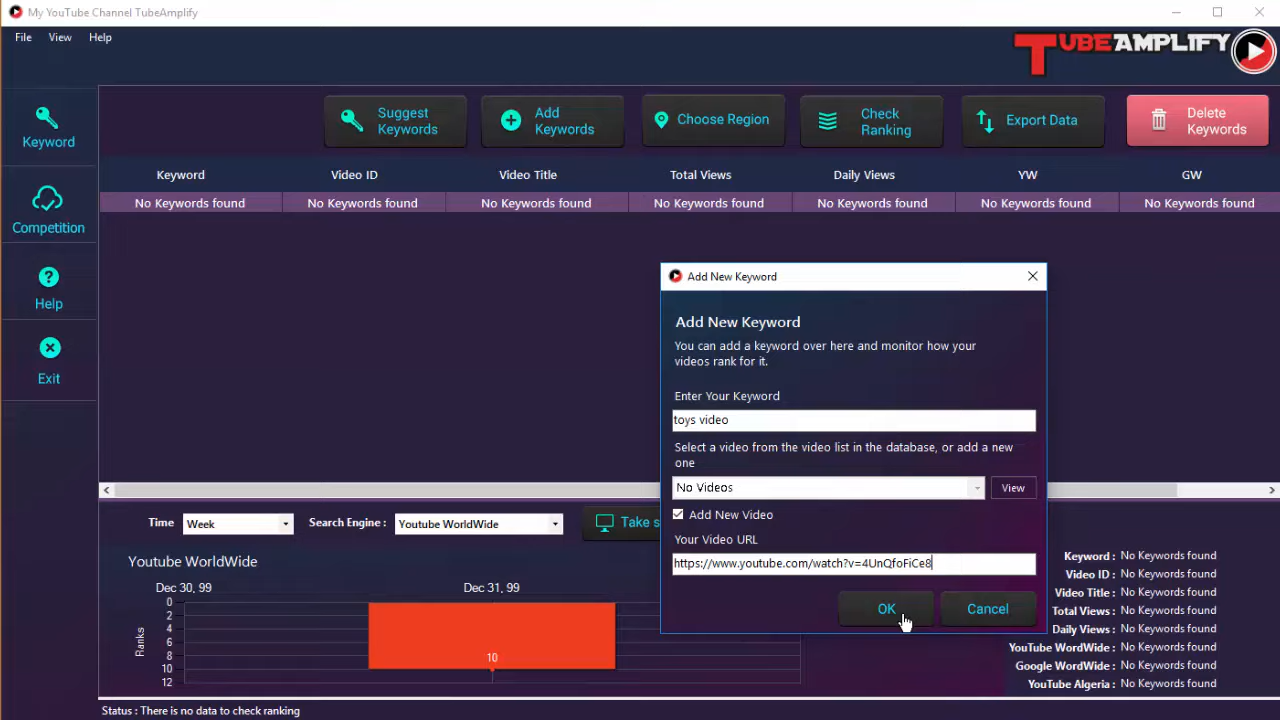 My YouTube Channel TubeAmplify
File View Help
TUBEAMPLIFY
Keyword
Competition
Help
Exit
Suggest
Keywords
Add
Keywords
Choose Region
Check
Ranking
Export Data
Delete
Keywords
Keyword Video ID Video Title Total Views Daily Views YW GW
No Keywords found No Keywords found No Keywords found No Keywords found No Keywords found No Keywords found No Keywords found
Add New Keyword
Add New Keyword
You can add a keyword over here and monitor how your
videos rank for it.
Enter Your Keyword
toys video
Select a video from the video list in the database, or add a new
one
No Videos View
Add New Video
Your Video URL
https://www.youtube.com/watch?v=4UnQfoFiCe8
OK Cancel
Time Week Search Engine : Youtube WorldWide Take s
Youtube WorldWide
Dec 30, 99 Dec 31, 99
Ranks
0
2
4
6
8
10
12
10
Keyword : No Keywords found
Video ID : No Keywords found
Video Title : No Keywords found
Total Views : No Keywords found
Daily Views : No Keywords found
YouTube WordWide : No Keywords found
Google WordWide : No Keywords found
YouTube Algeria : No Keywords found
Status : There is no data to check ranking